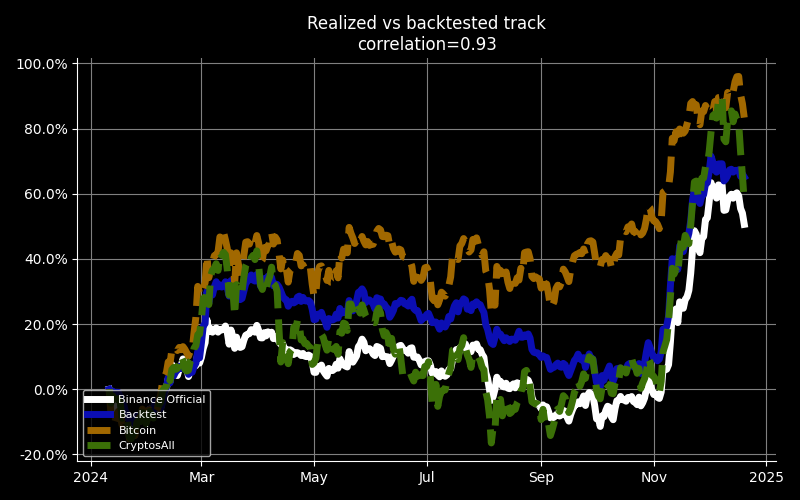 Realized vs backtested track
correlation=0.93
100.0%
80.0%
60.0%
40.0%
20.0%
0.0%
-20.0%
Binance Official
Backtest
Bitcoin
CryptosAll
2024
Mar
May
Jul
Sep
Nov
2025